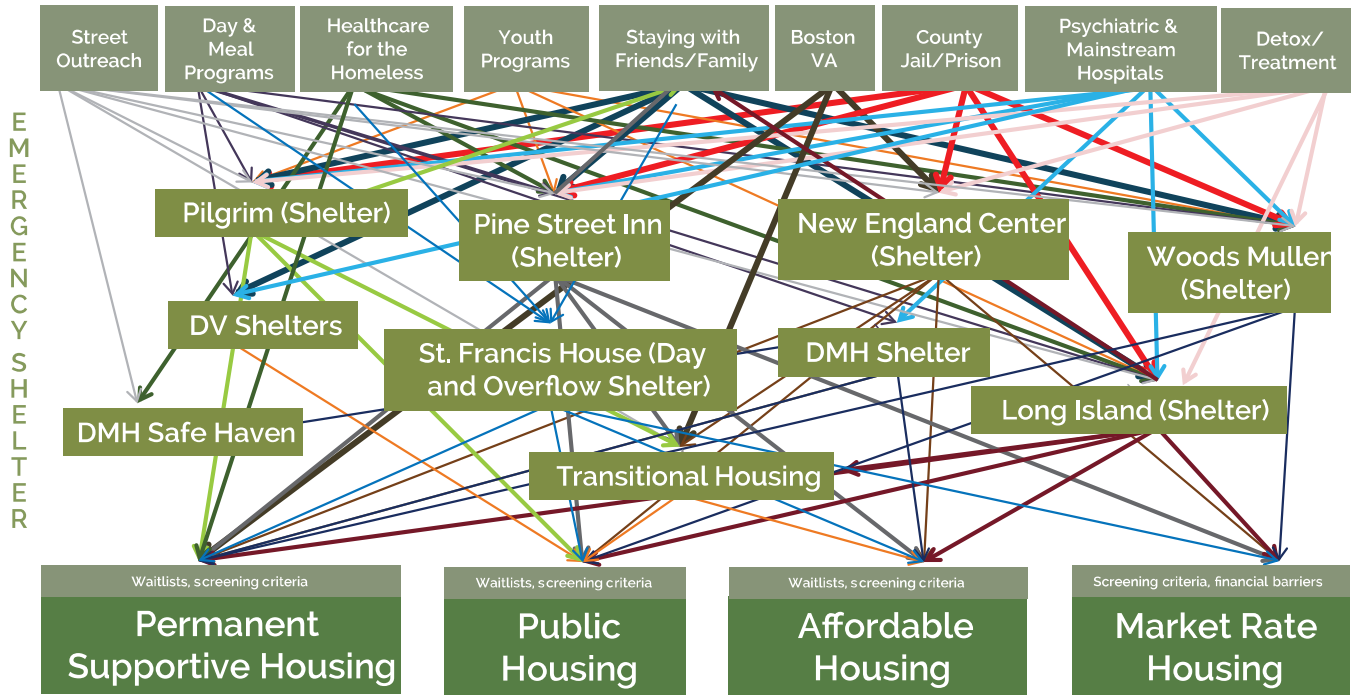 Street
Outreach
Day &
Meal
Programs
Healthcare
for the
Homeless
Youth
Programs
Staying with
Friends/Family
Boston
VA
County
Jail/Prison
Psychiatric &
Mainstream
Hospitals
Detox/
Treatment
EMERGENCY SHELTER
Pilgrim (Shelter)
Pine Street Inn
(Shelter)
New England Center
(Shelter)
Woods Mullen
(Shelter)
DV Shelters
St. Francis House (Day
and Overflow Shelter)
DMH Shelter
DMH Safe Haven
Long Island (Shelter)
Transitional Housing
Waitlists, screening criteria
Permanent
Supportive Housing
Waitlists, screening criteria
Public
Housing
Waitlists, screening criteria
Affordable
Housing
Screening criteria, financial barriers
Market Rate
Housing